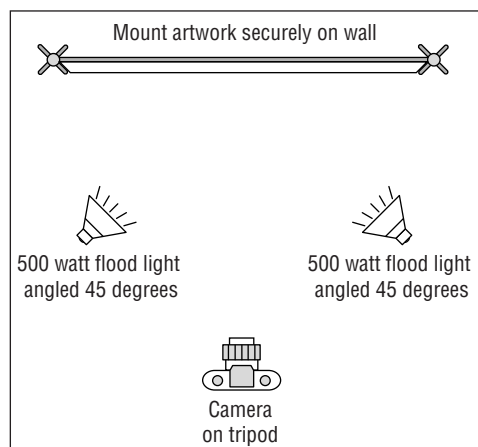 Mount artwork securely on wall
500 watt flood light
angled 45 degrees
500 watt flood light
angled 45 degrees
Camera
on tripod